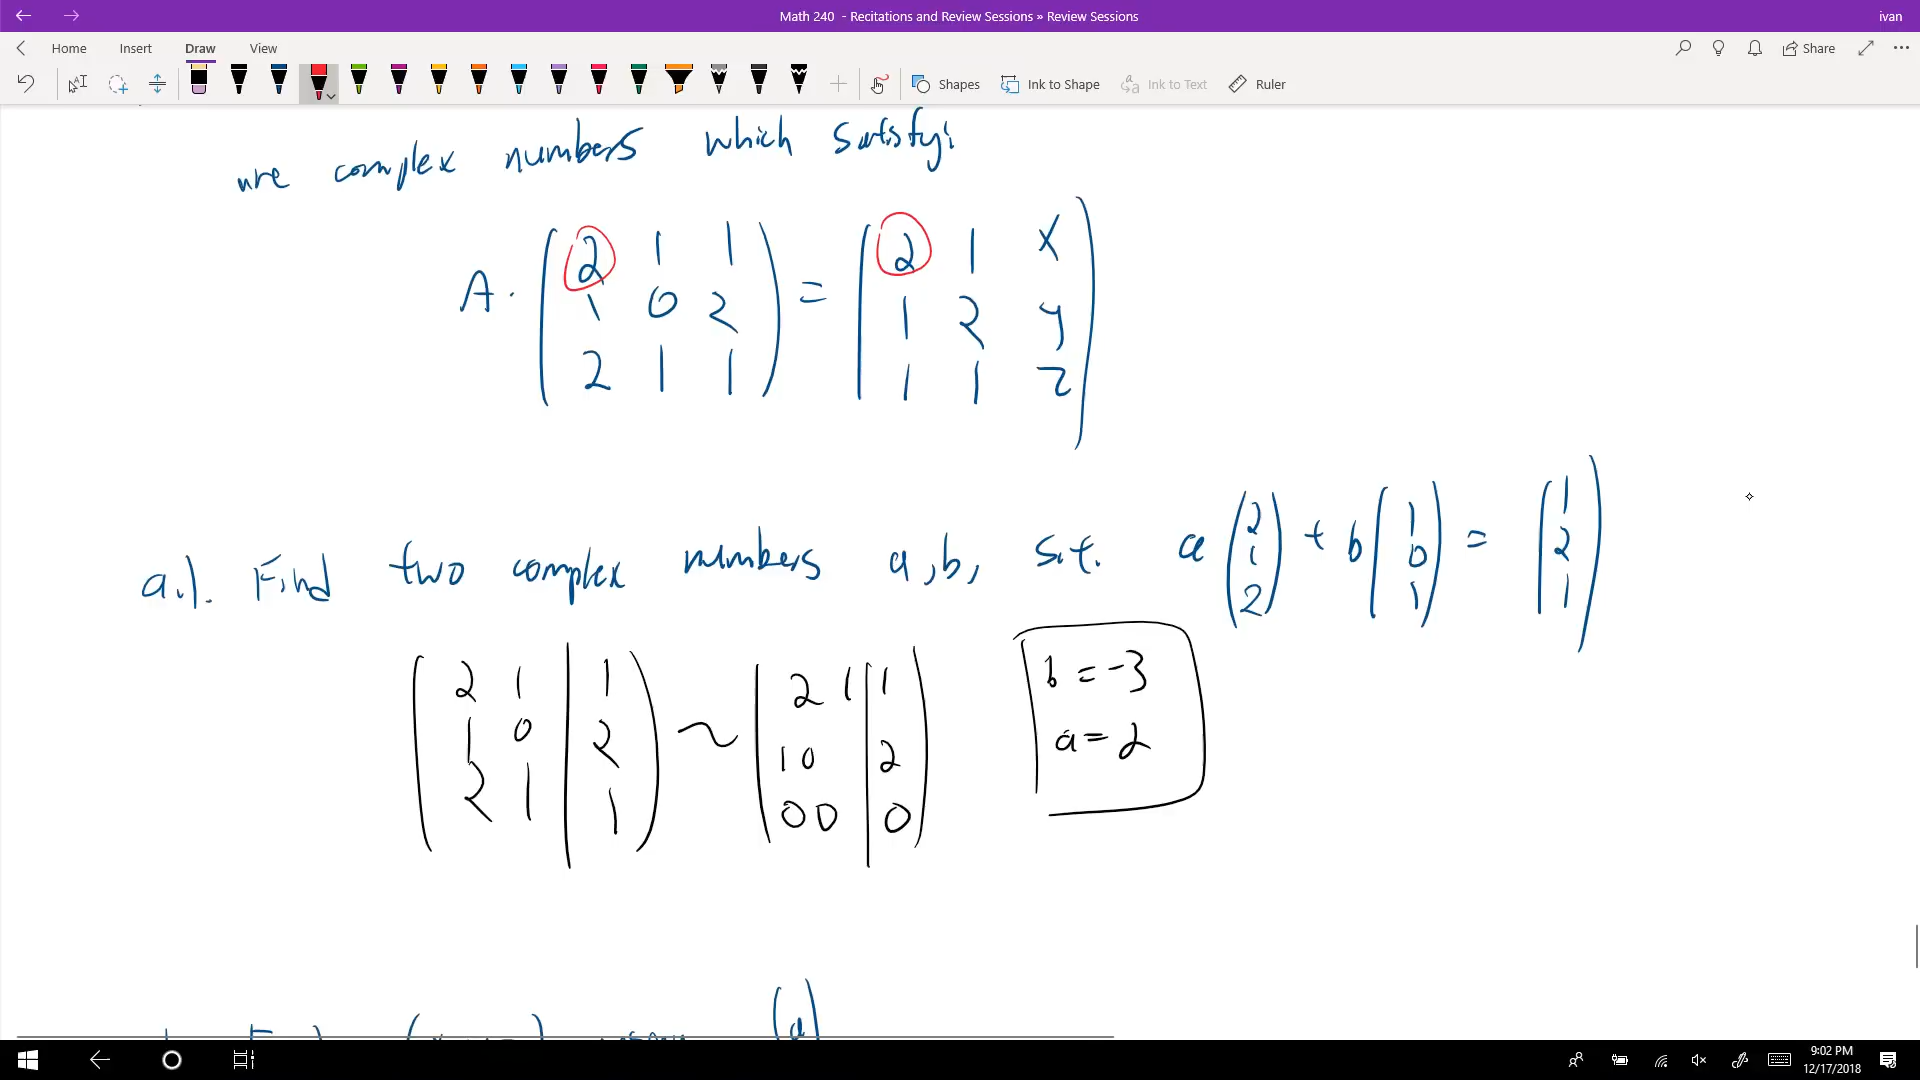 Math 240 - Recitations and Review Sessions » Review Sessions
ivan
Home Insert Draw View
Share
Shapes Ink to Shape Ink to Text Ruler
are complex numbers which satisfy:
A · ( 2 1 1 ) = ( 2 1 x )
1 0 2 1 2 y
2 1 1 1 1 z
a.). Find two complex numbers a,b, s.t. a (2 1 2) + b (1 0 1) = (1 2 1)
( 2 1 | 1 ) ~ ( 2 1 | 1 ) b = -3
1 0 | 2 1 0 | 2 a = 2
2 1 | 1 0 0 | 0
(a)
9:02 PM
12/17/2018